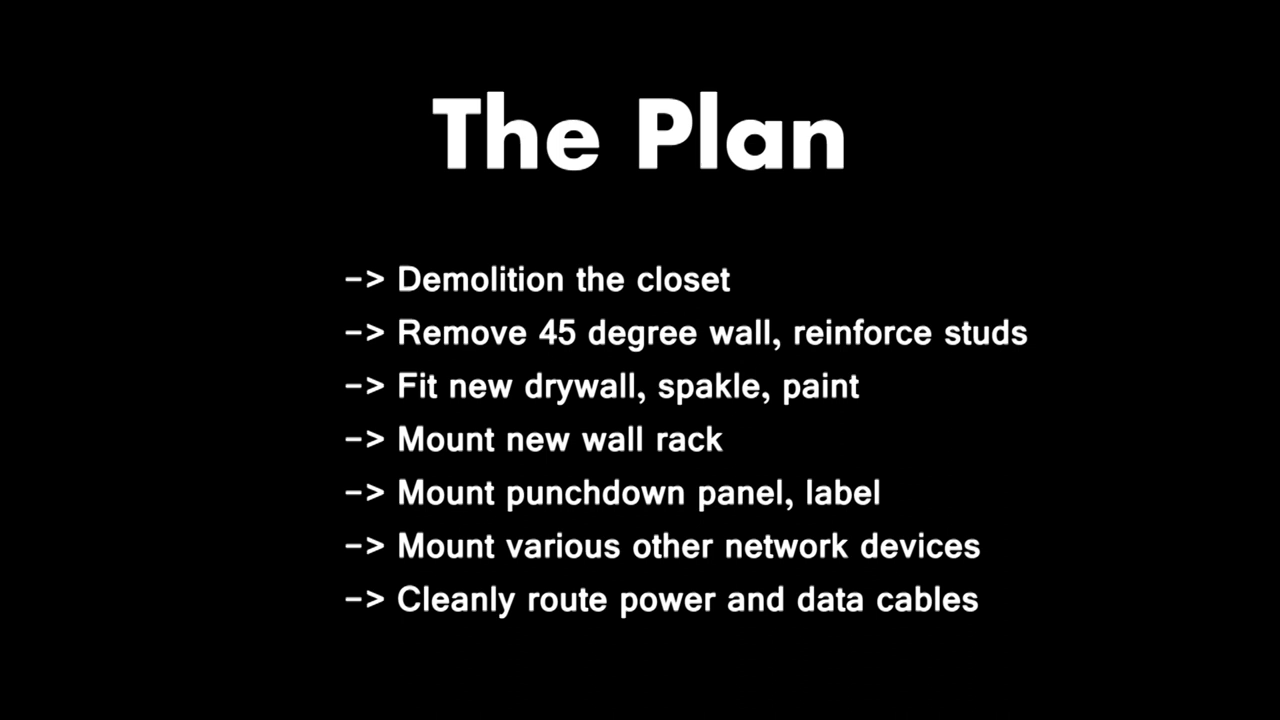 The Plan
-> Demolition the closet
-> Remove 45 degree wall, reinforce studs
-> Fit new drywall, spakle, paint
-> Mount new wall rack
-> Mount punchdown panel, label
-> Mount various other network devices
-> Cleanly route power and data cables